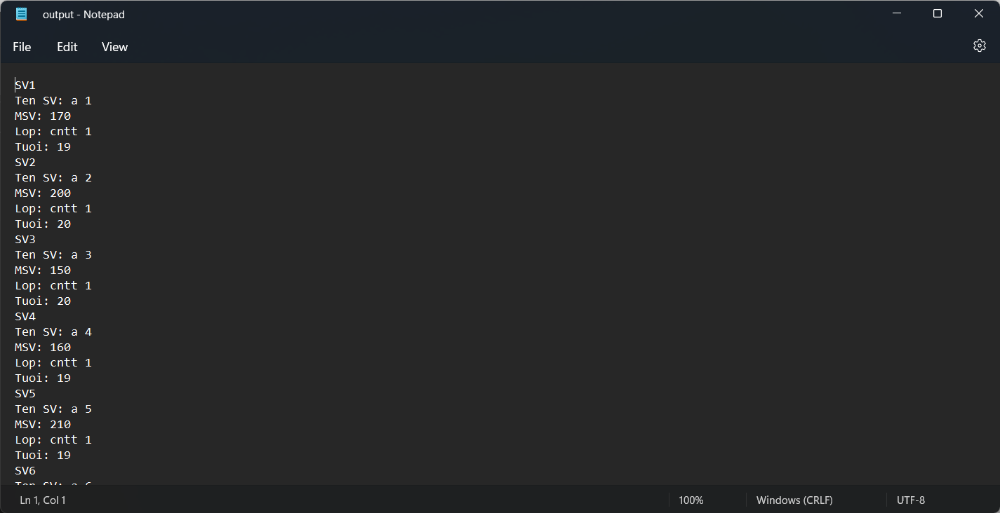 output - Notepad
File Edit View
SV1
Ten SV: a 1
MSV: 170
Lop: cntt 1
Tuoi: 19
SV2
Ten SV: a 2
MSV: 200
Lop: cntt 1
Tuoi: 20
SV3
Ten SV: a 3
MSV: 150
Lop: cntt 1
Tuoi: 20
SV4
Ten SV: a 4
MSV: 160
Lop: cntt 1
Tuoi: 19
SV5
Ten SV: a 5
MSV: 210
Lop: cntt 1
Tuoi: 19
SV6
Ten SV: a 6
Ln 1, Col 1 100% Windows (CRLF) UTF-8